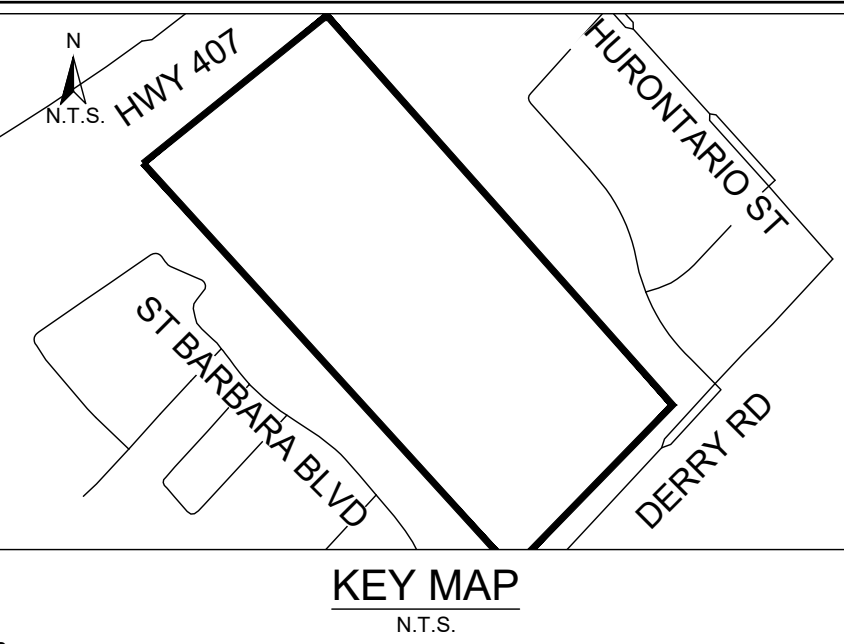 N
N.T.S.
HWY 407
HURONTARIO ST
ST BARBARA BLVD
DERRY RD
KEY MAP
N.T.S.